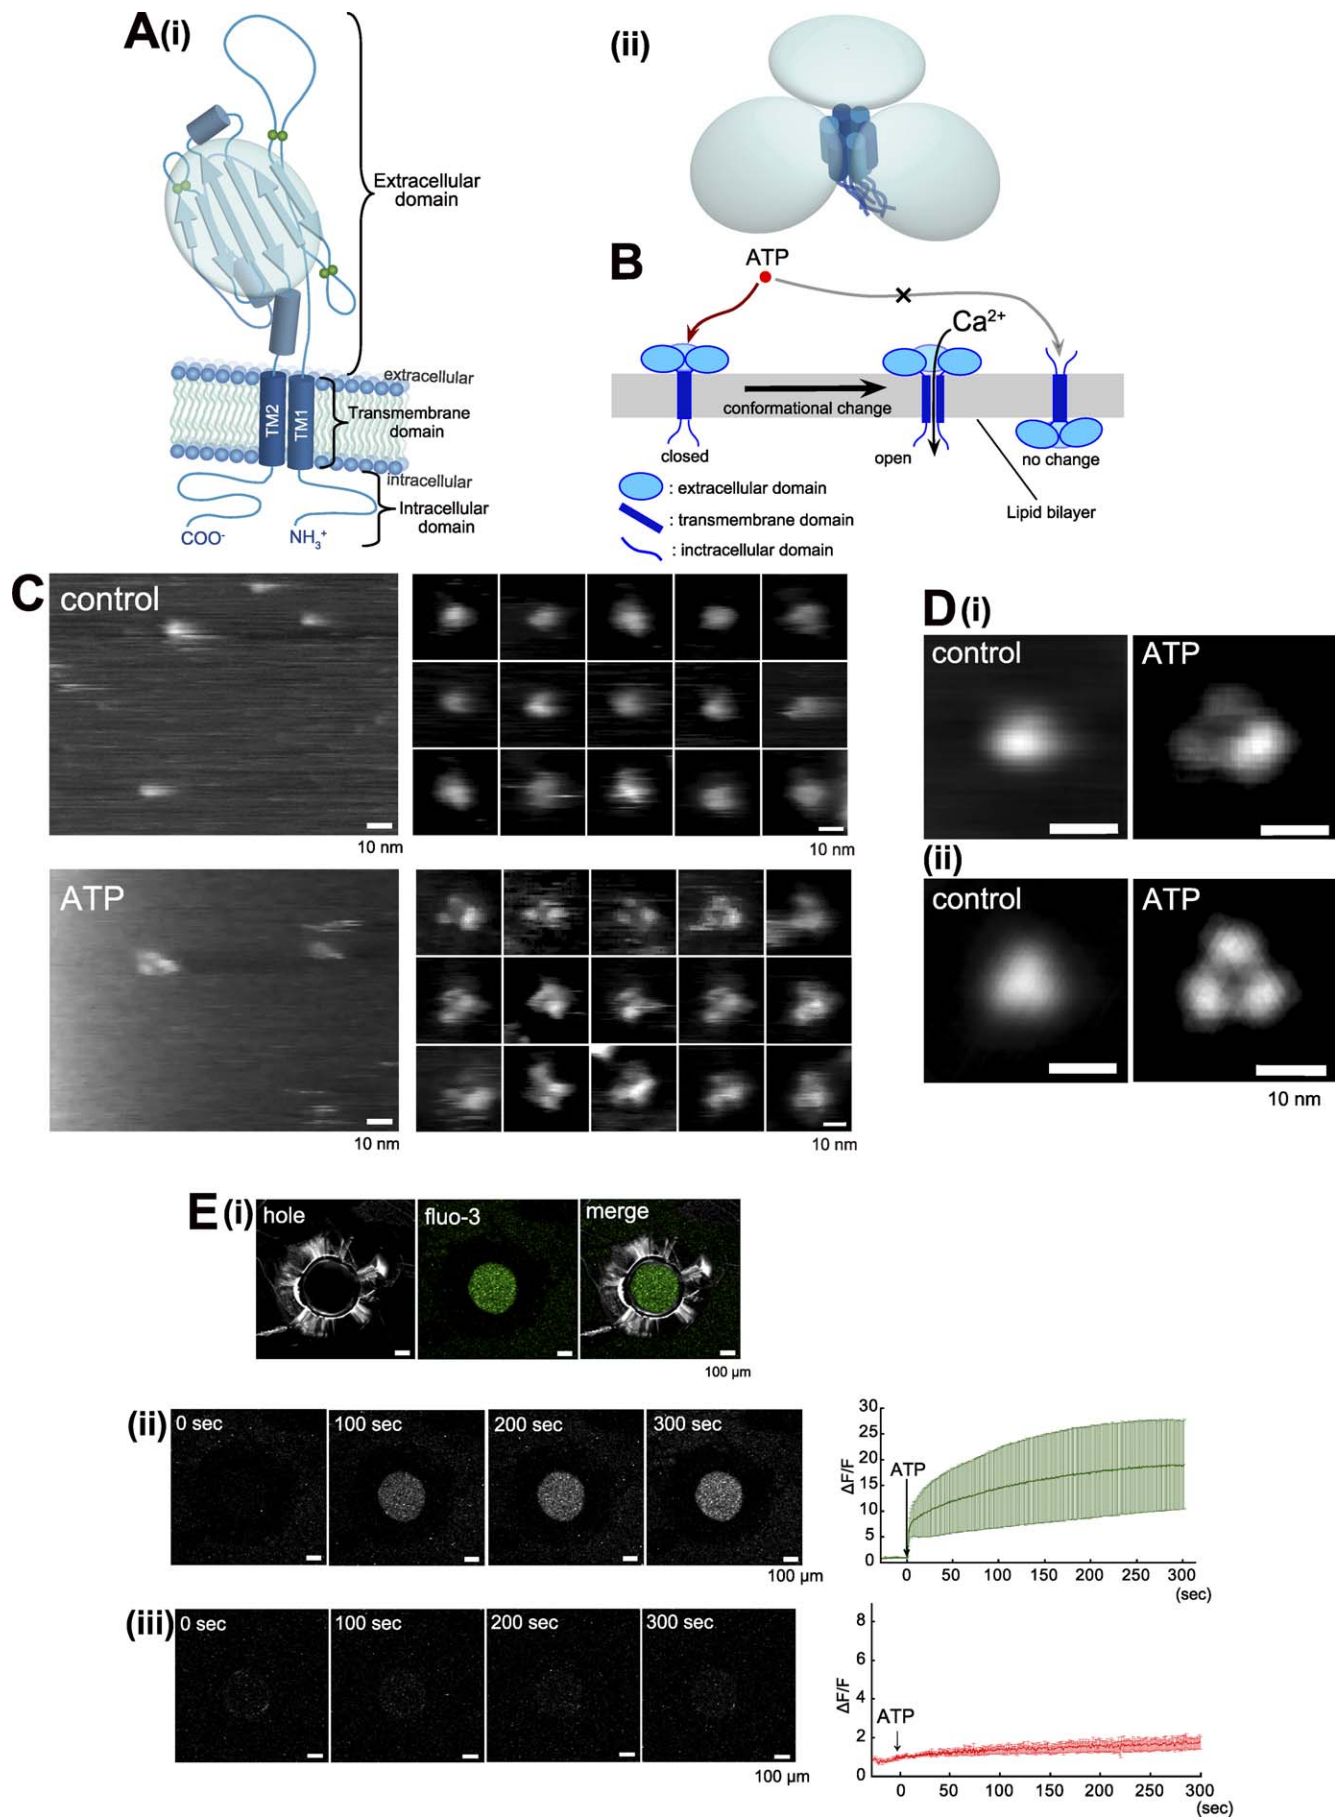 A(i)
Extracellular
domain
extracellular
TM2
TM1
Transmembrane
domain
intracellular
Intracellular
domain
COO-
NH3+
(ii)
B
ATP
Ca2+
conformational change
closed
open
no change
Lipid bilayer
: extracellular domain
: transmembrane domain
: inctracellular domain
C
control
10 nm
10 nm
ATP
10 nm
10 nm
D(i)
control
ATP
(ii)
control
ATP
10 nm
E(i)
hole
fluo-3
merge
100 µm
(ii)
0 sec
100 sec
200 sec
300 sec
100 µm
30
25
20
15
10
5
0
ΔF/F
ATP
0 50 100 150 200 250 300
(sec)
(iii)
0 sec
100 sec
200 sec
300 sec
100 µm
8
6
4
2
0
ΔF/F
ATP
0 50 100 150 200 250 300
(sec)